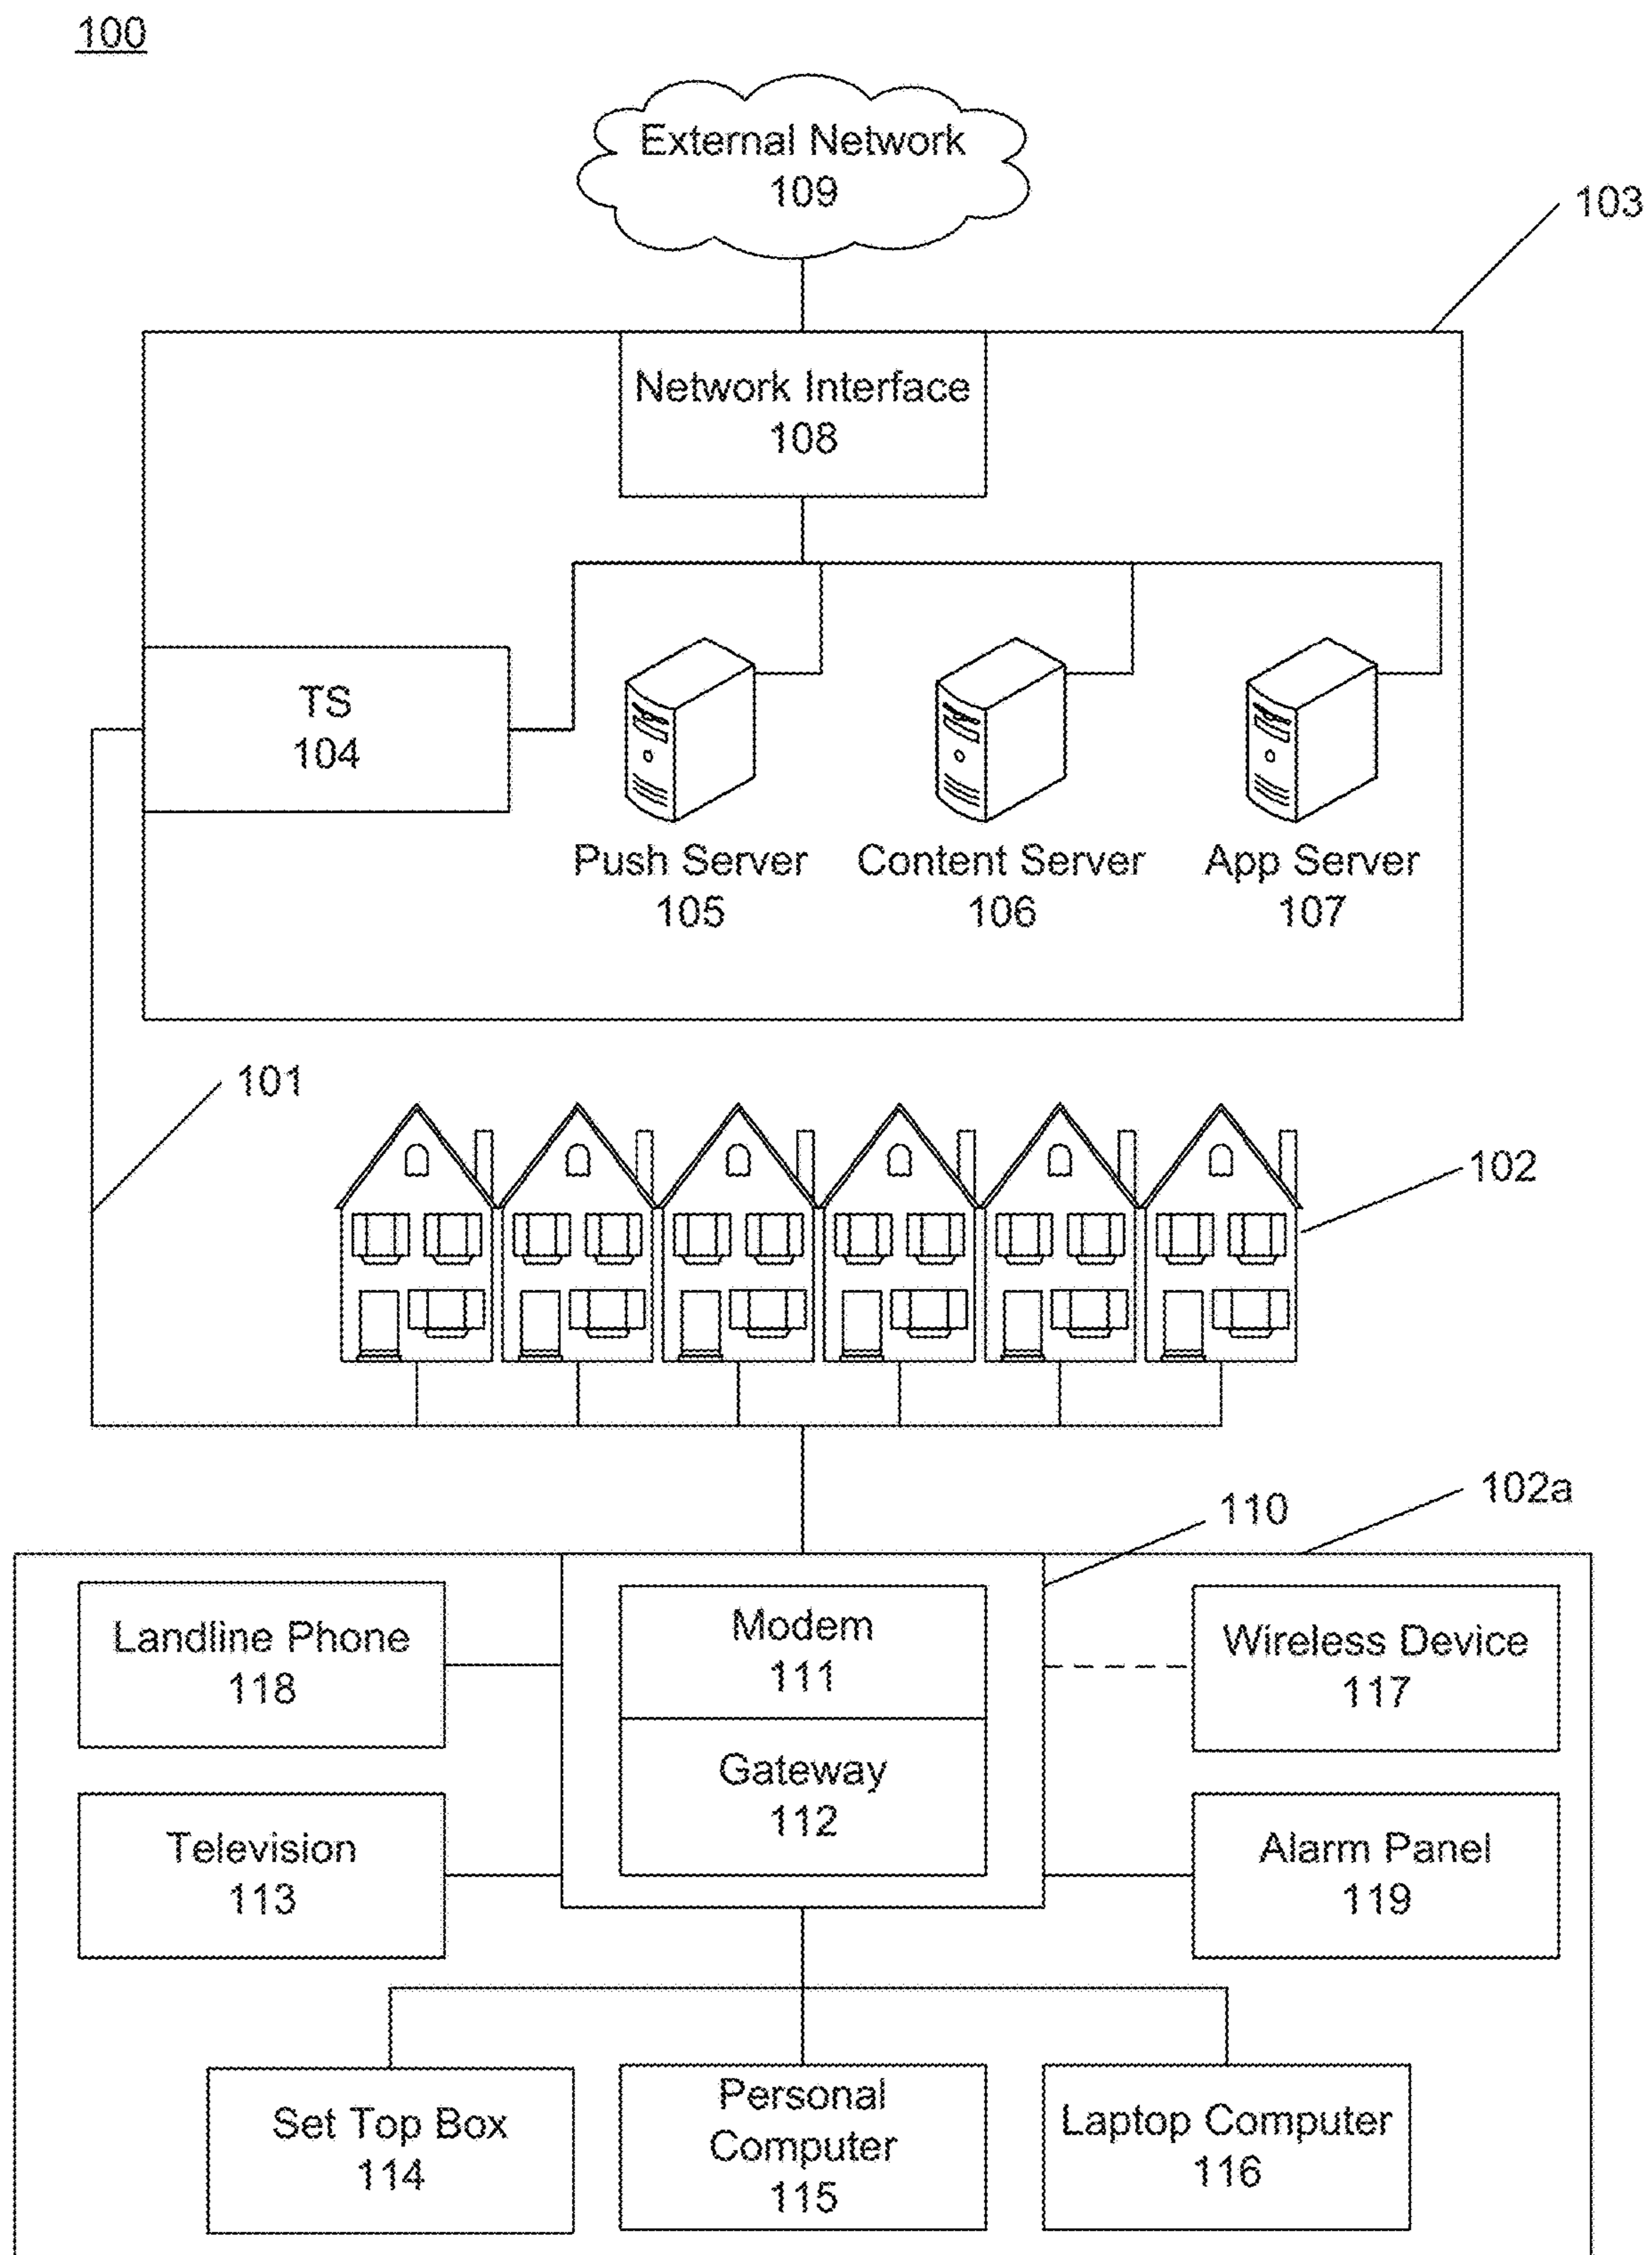 100
External Network
109
103
Network Interface
108
TS
104
Push Server
105
Content Server
106
App Server
107
101
102
102a
110
Landline Phone
118
Modem
111
Wireless Device
117
Gateway
112
Television
113
Alarm Panel
119
Set Top Box
114
Personal
Computer
115
Laptop Computer
116